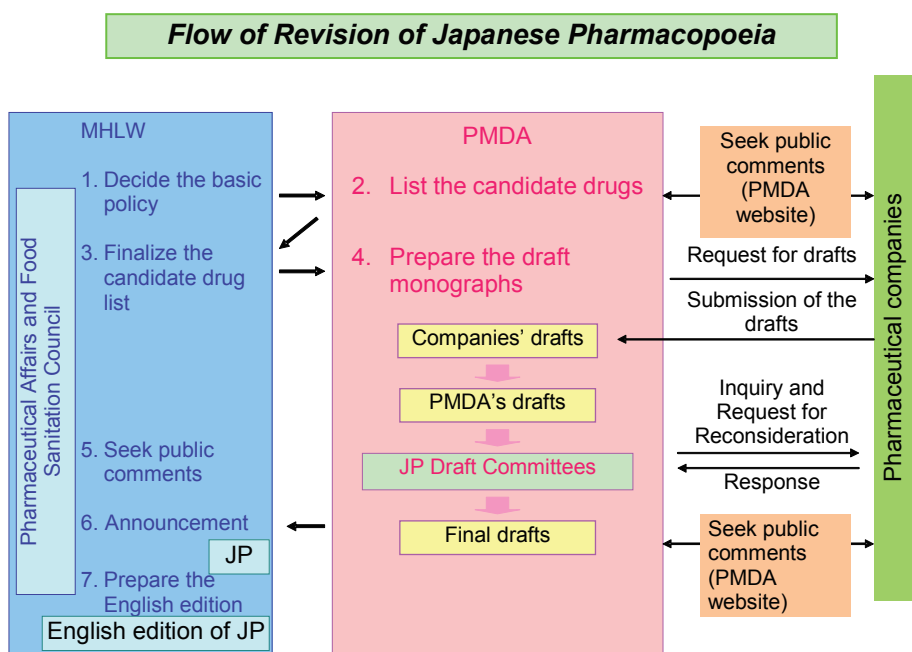 Flow of Revision of Japanese Pharmacopoeia
MHLW
Pharmaceutical Affairs and Food
Sanitation Council
1. Decide the basic
policy
3. Finalize the
candidate drug
list
5. Seek public
comments
6. Announcement
JP
7. Prepare the
English edition
English edition of JP
PMDA
2. List the candidate drugs
4. Prepare the draft
monographs
Companies' drafts
PMDA's drafts
JP Draft Committees
Final drafts
Seek public
comments
(PMDA
website)
Request for drafts
Submission of the
drafts
Inquiry and
Request for
Reconsideration
Response
Seek public
comments
(PMDA
website)
Pharmaceutical companies